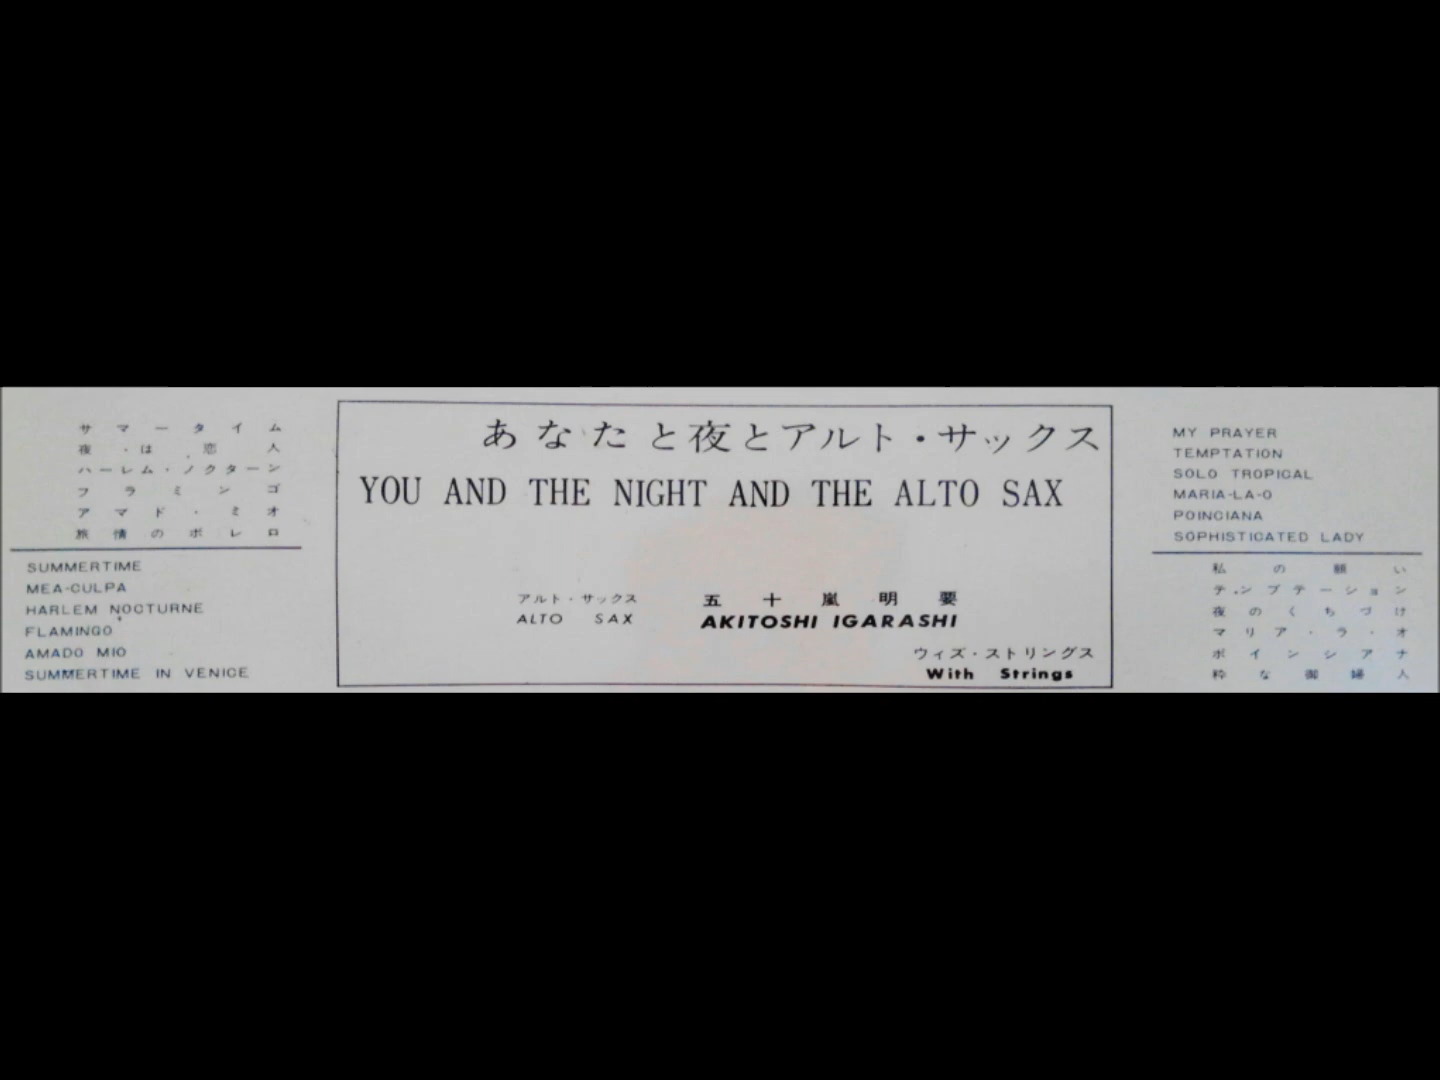 サマータイム
夜は恋人
ハーレム・ノクターン
フラミンゴ
アマド・ミオ
旅情のボレロ
SUMMERTIME
MEA-CULPA
HARLEM NOCTURNE
FLAMINGO
AMADO MIO
SUMMERTIME IN VENICE
あなたと夜とアルト・サックス
YOU AND THE NIGHT AND THE ALTO SAX
アルト・サックス 五十嵐明要
ALTO SAX AKITOSHI IGARASHI
ウィズ・ストリングス
With Strings
MY PRAYER
TEMPTATION
SOLO TROPICAL
MARIA-LA-O
POINCIANA
SOPHISTICATED LADY
私の願い
テンプテーション
夜のくちづけ
マリア・ラ・オ
ポインシアナ
粋な御婦人